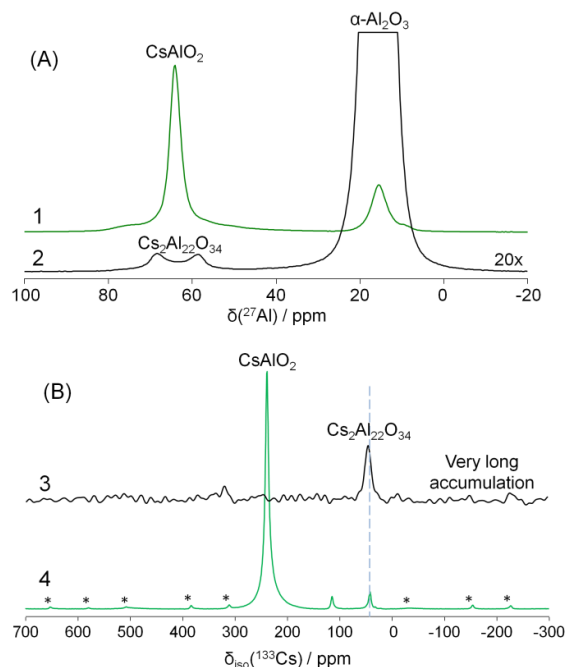 (A)
CsAlO₂
α-Al₂O₃
1
Cs₂Al₂₂O₃₄
2
20x
100 80 60 40 20 0 -20
δ(²⁷Al) / ppm
(B)
CsAlO₂
Cs₂Al₂₂O₃₄
3
Very long
accumulation
4
* * * * * * * *
700 600 500 400 300 200 100 0 -100 -200 -300
δiso(¹³³Cs) / ppm